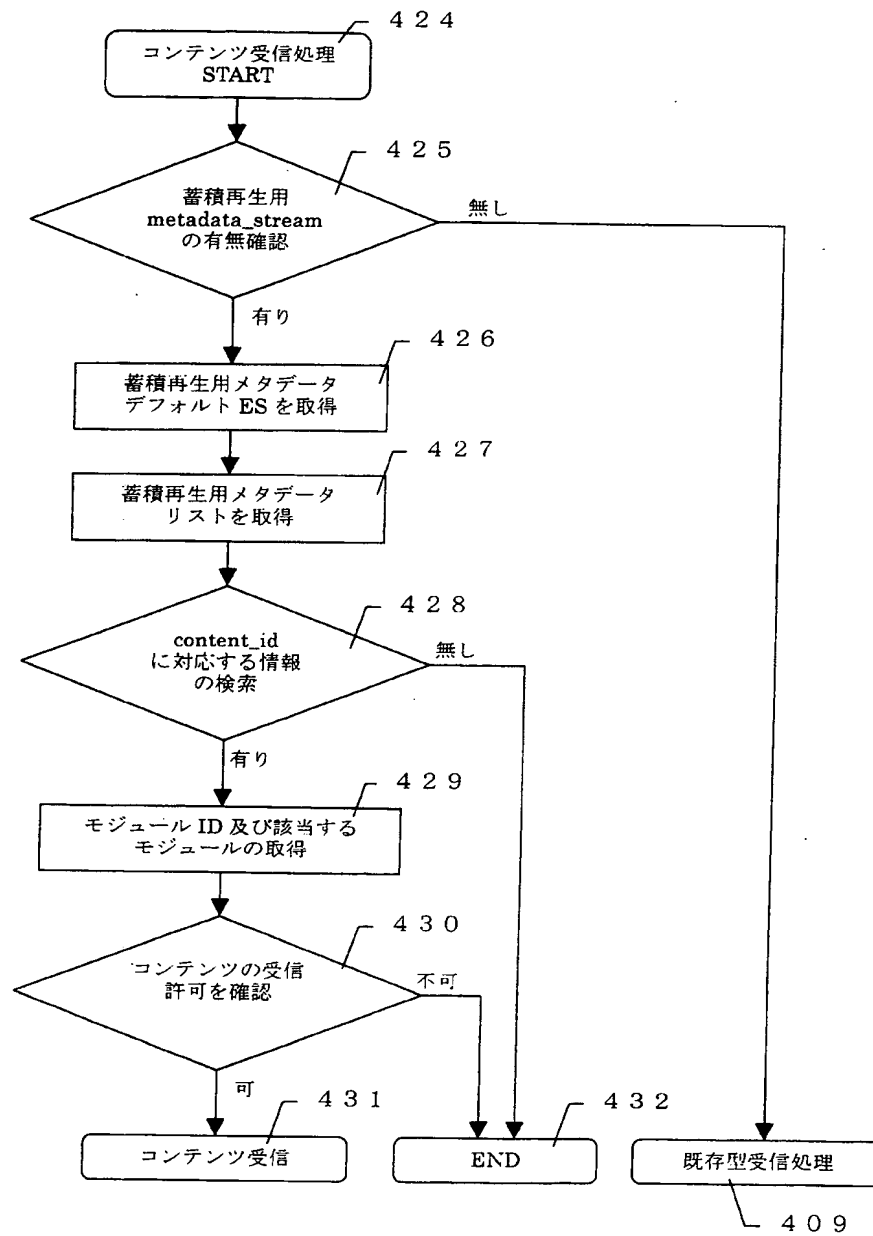 ４２４
コンテンツ受信処理
START
４２５
蓄積再生用
metadata_stream
の有無確認
無し
有り
４２６
蓄積再生用メタデータ
デフォルト ES を取得
４２７
蓄積再生用メタデータ
リストを取得
４２８
content_id
に対応する情報
の検索
無し
有り
４２９
モジュール ID 及び該当する
モジュールの取得
４３０
コンテンツの受信
許可を確認
不可
可
４３１
コンテンツ受信
４３２
END
既存型受信処理
４０９